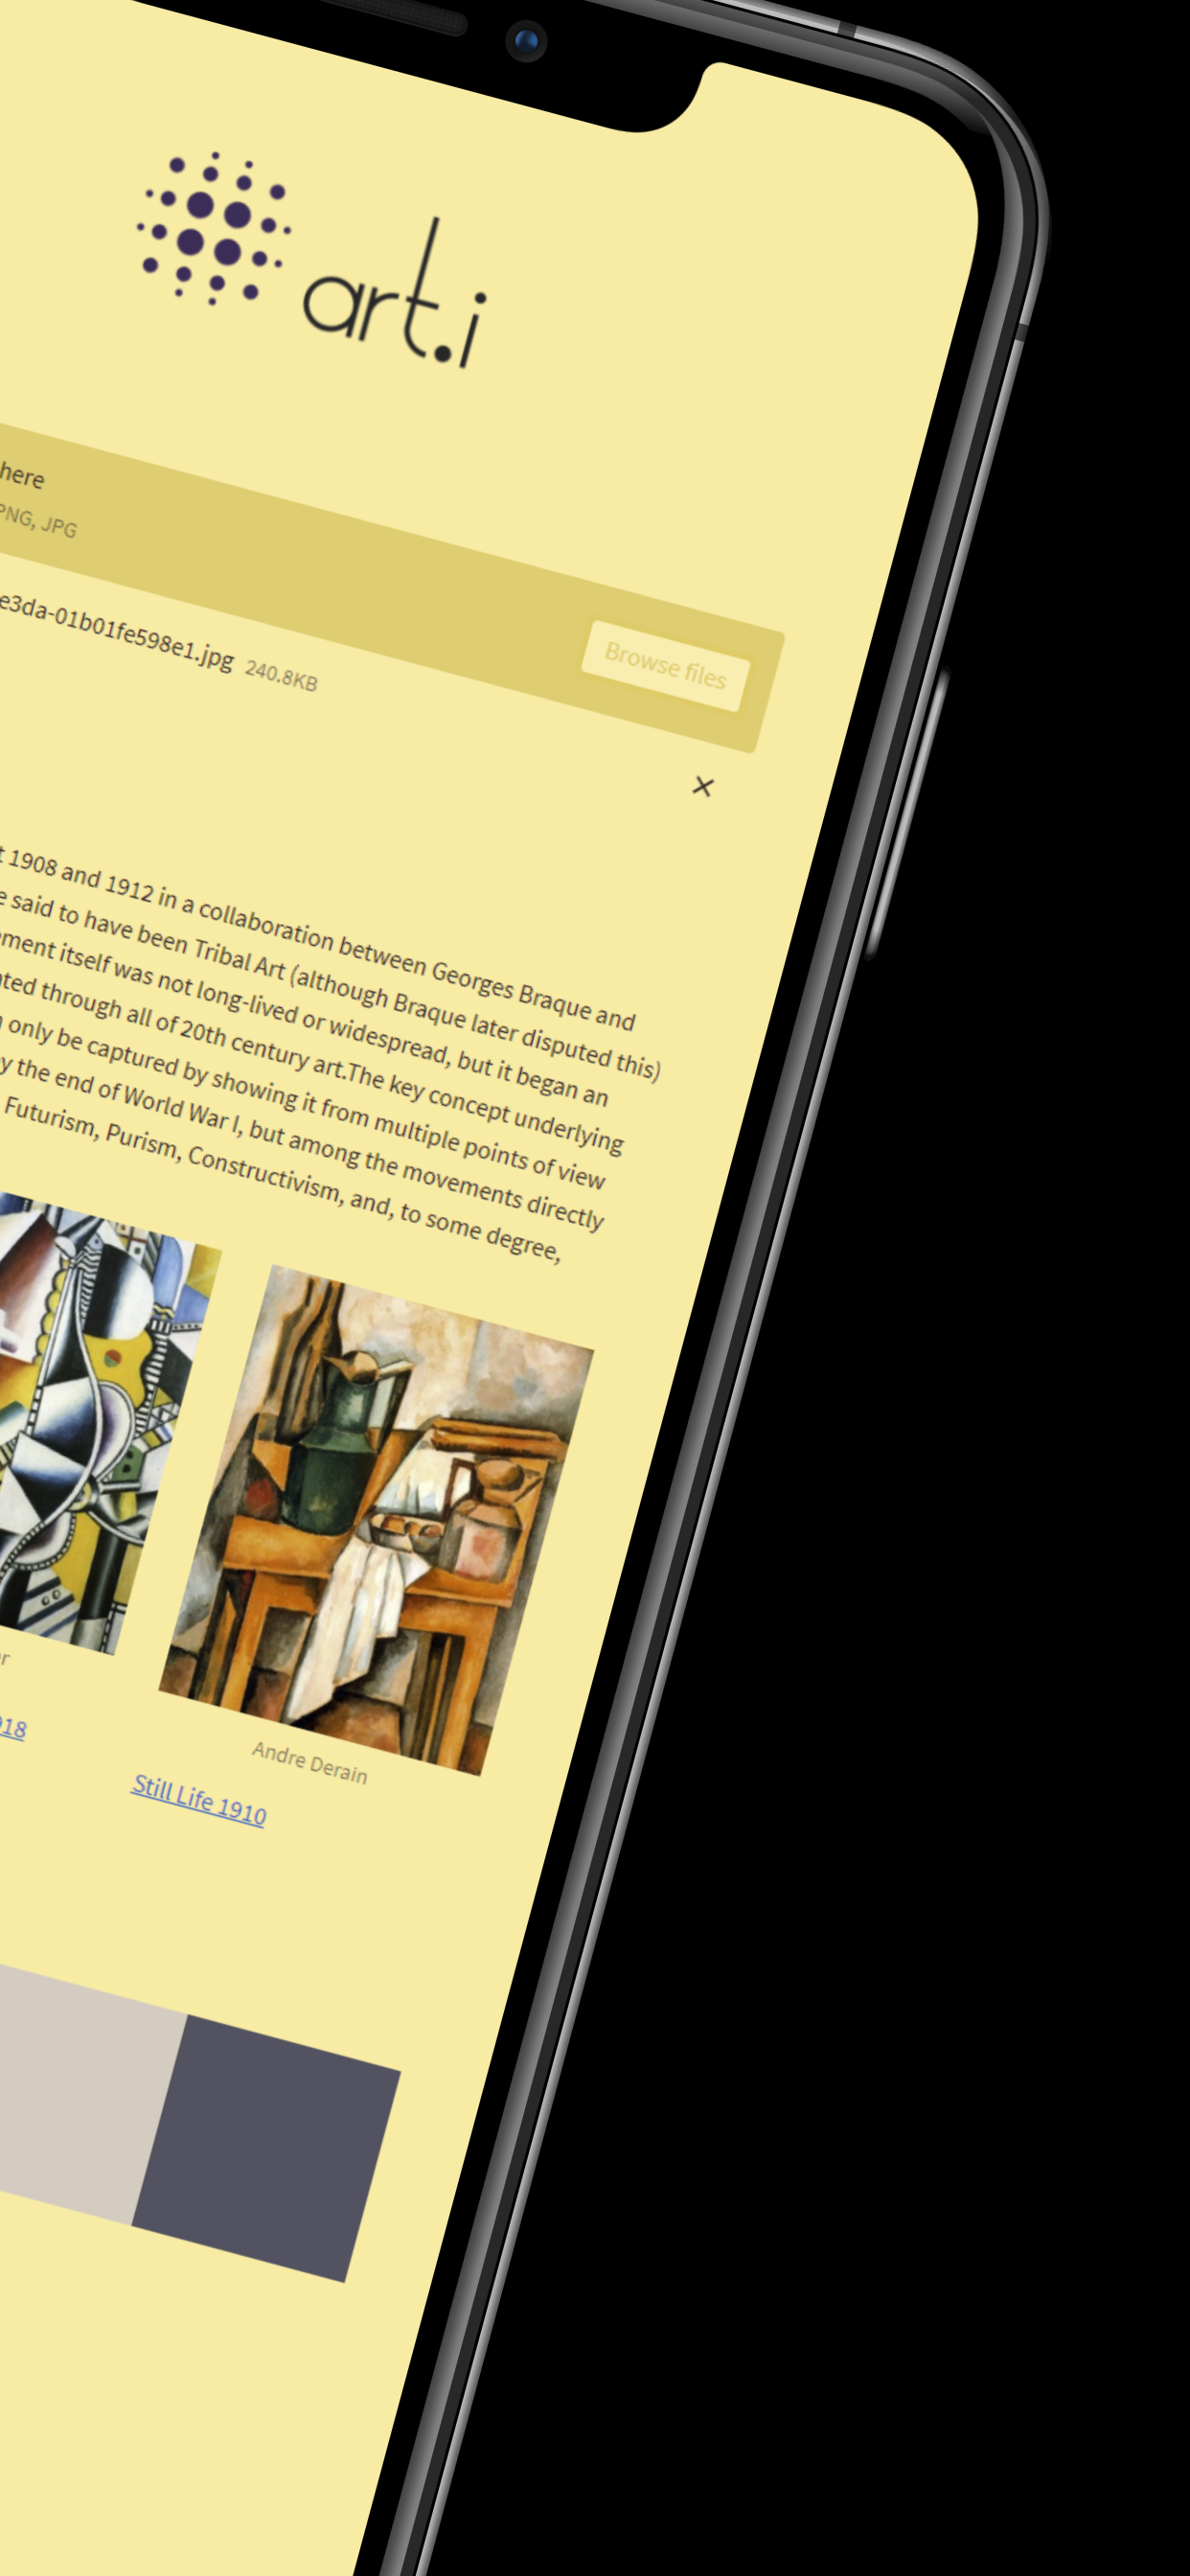 art.i
here
PNG, JPG
Browse files
e3da-01b01fe598e1.jpg 240.8KB
×
t 1908 and 1912 in a collaboration between Georges Braque and
e said to have been Tribal Art (although Braque later disputed this)
ement itself was not long-lived or widespread, but it began an
ated through all of 20th century art.The key concept underlying
n only be captured by showing it from multiple points of view
y the end of World War I, but among the movements directly
Futurism, Purism, Constructivism, and, to some degree,
er
918
Andre Derain
Still Life 1910